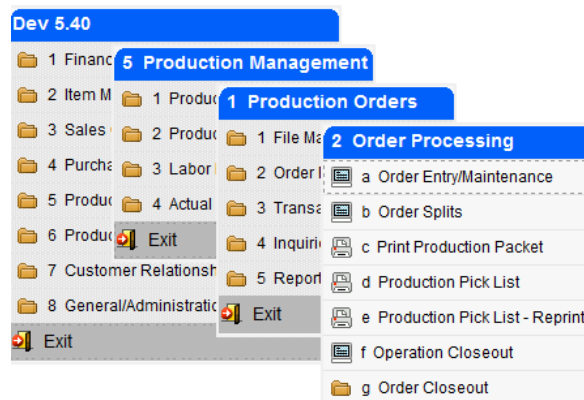 Dev 5.40
1 Financ
2 Item M
3 Sales
4 Purcha
5 Produc
6 Produc
7 Customer Relationsh
8 General/Administratio
Exit
5 Production Management
1 Produc
2 Produc
3 Labor
4 Actual
Exit
1 Production Orders
1 File Ma
2 Order
3 Transa
4 Inquiri
5 Report
Exit
2 Order Processing
a Order Entry/Maintenance
b Order Splits
c Print Production Packet
d Production Pick List
e Production Pick List - Reprint
f Operation Closeout
g Order Closeout